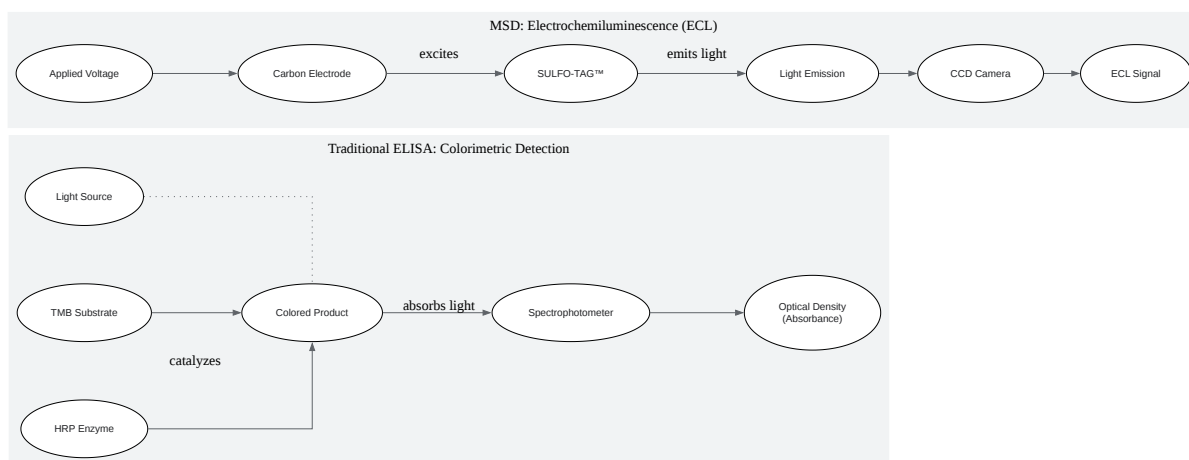 MSD: Electrochemiluminescence (ECL)
Applied Voltage
Carbon Electrode
excites
SULFO-TAG™
emits light
Light Emission
CCD Camera
ECL Signal
Traditional ELISA: Colorimetric Detection
Light Source
TMB Substrate
Colored Product
absorbs light
Spectrophotometer
Optical Density
(Absorbance)
catalyzes
HRP Enzyme